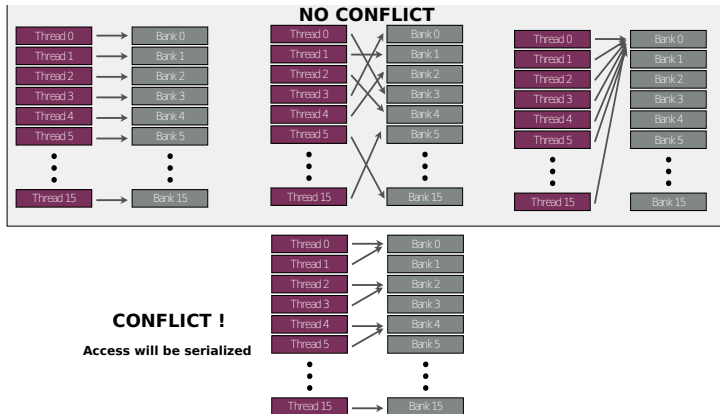 NO CONFLICT
Thread 0 Bank 0
Thread 1 Bank 1
Thread 2 Bank 2
Thread 3 Bank 3
Thread 4 Bank 4
Thread 5 Bank 5
Thread 15 Bank 15
Thread 0 Bank 0
Thread 1 Bank 1
Thread 2 Bank 2
Thread 3 Bank 3
Thread 4 Bank 4
Thread 5 Bank 5
Thread 15 Bank 15
Thread 0 Bank 0
Thread 1 Bank 1
Thread 2 Bank 2
Thread 3 Bank 3
Thread 4 Bank 4
Thread 5 Bank 5
Thread 15 Bank 15
CONFLICT !
Access will be serialized
Thread 0 Bank 0
Thread 1 Bank 1
Thread 2 Bank 2
Thread 3 Bank 3
Thread 4 Bank 4
Thread 5 Bank 5
Thread 15 Bank 15